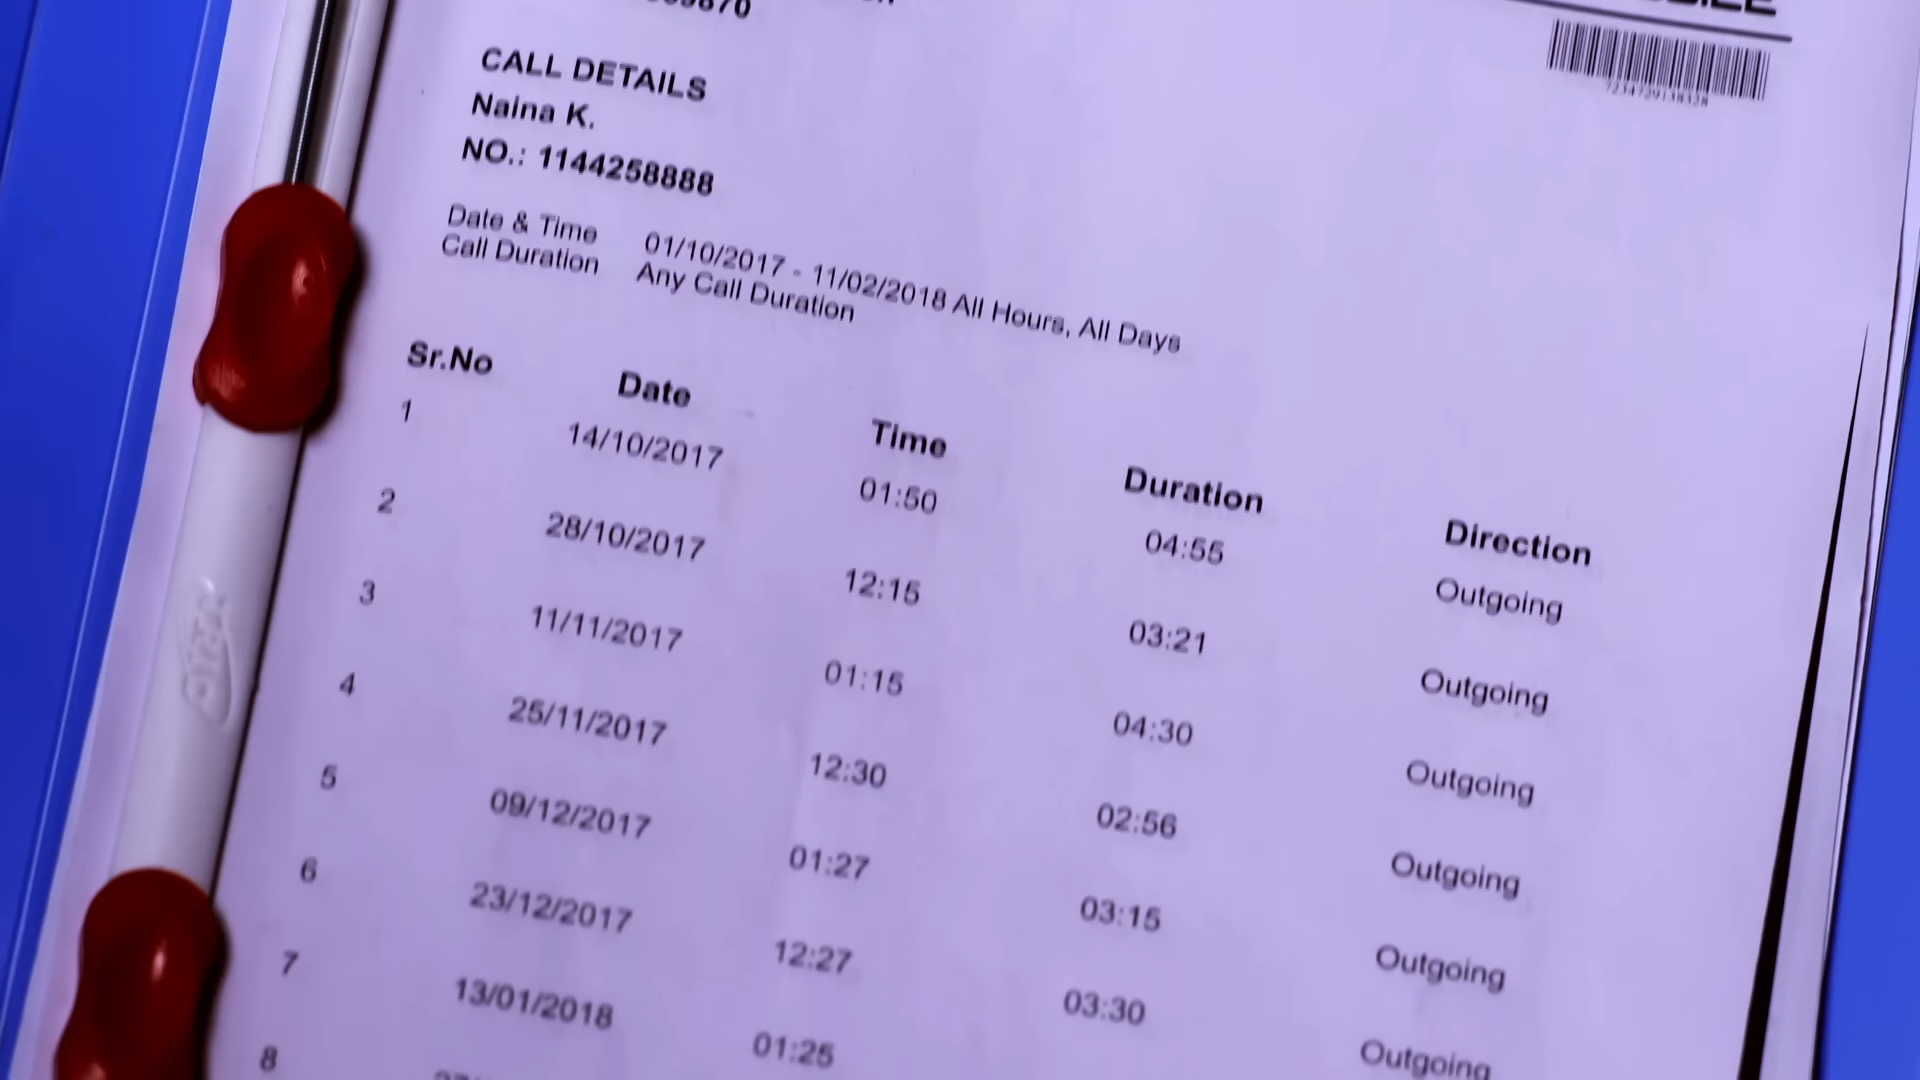 CALL DETAILS
Naina K.
NO.: 1144258888
Date & Time 01/10/2017 - 11/02/2018 All Hours, All Days
Call Duration Any Call Duration
Sr.No Date Time Duration Direction
1 14/10/2017 01:50 04:55 Outgoing
2 28/10/2017 12:15 03:21 Outgoing
3 11/11/2017 01:15 04:30 Outgoing
4 25/11/2017 12:30 02:56 Outgoing
5 09/12/2017 01:27 03:15 Outgoing
6 23/12/2017 12:27 03:30 Outgoing
7 13/01/2018 01:25
8